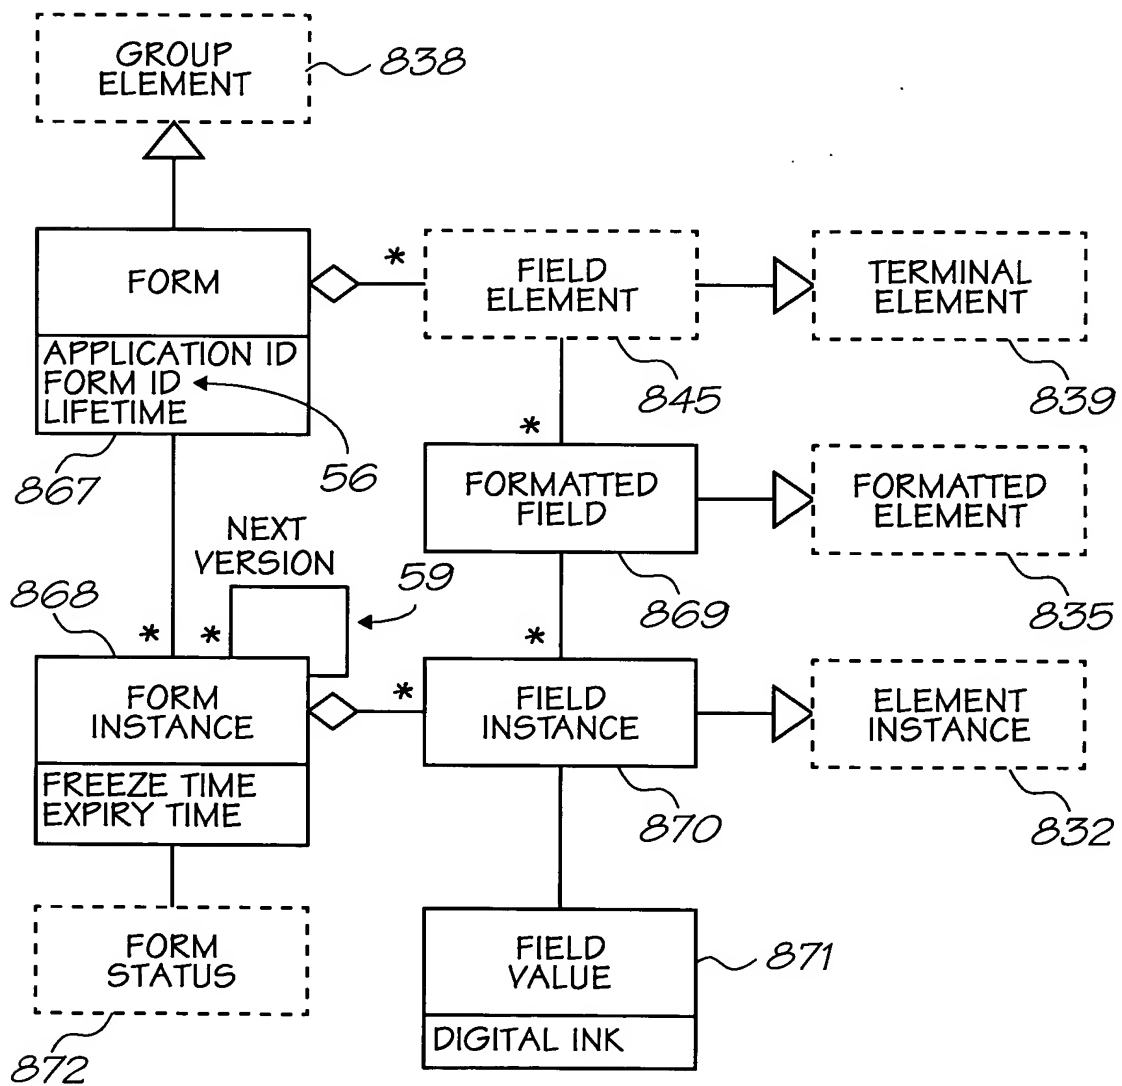 GROUP
ELEMENT
838
FORM
*
FIELD
ELEMENT
TERMINAL
ELEMENT
APPLICATION ID
FORM ID
LIFETIME
845
839
867
56
*
FORMATTED
FIELD
FORMATTED
ELEMENT
NEXT
VERSION
59
869
835
868
*
*
*
FORM
INSTANCE
*
FIELD
INSTANCE
ELEMENT
INSTANCE
FREEZE TIME
EXPIRY TIME
870
832
FORM
STATUS
FIELD
VALUE
871
872
DIGITAL INK